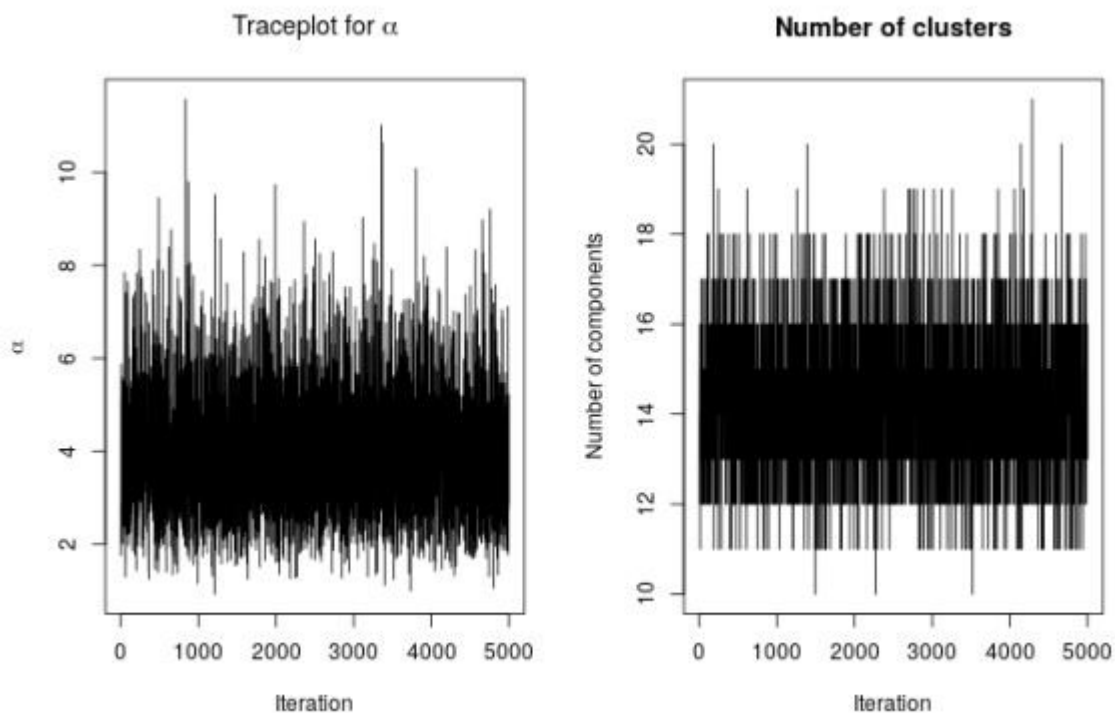 Traceplot for α
α
10
8
6
4
2
0 1000 2000 3000 4000 5000
Iteration
Number of clusters
Number of components
20
18
16
14
12
10
0 1000 2000 3000 4000 5000
Iteration